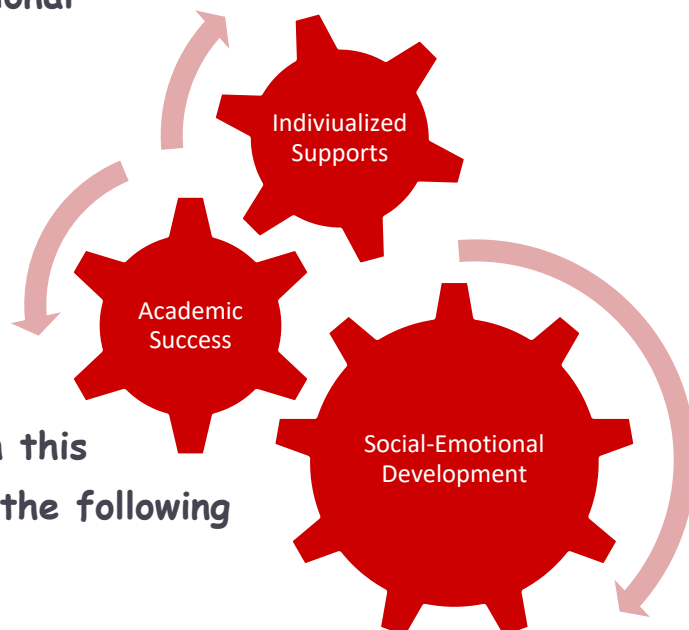 Indiviualized
Supports
Academic
Success
this
the following
Social-Emotional
Development